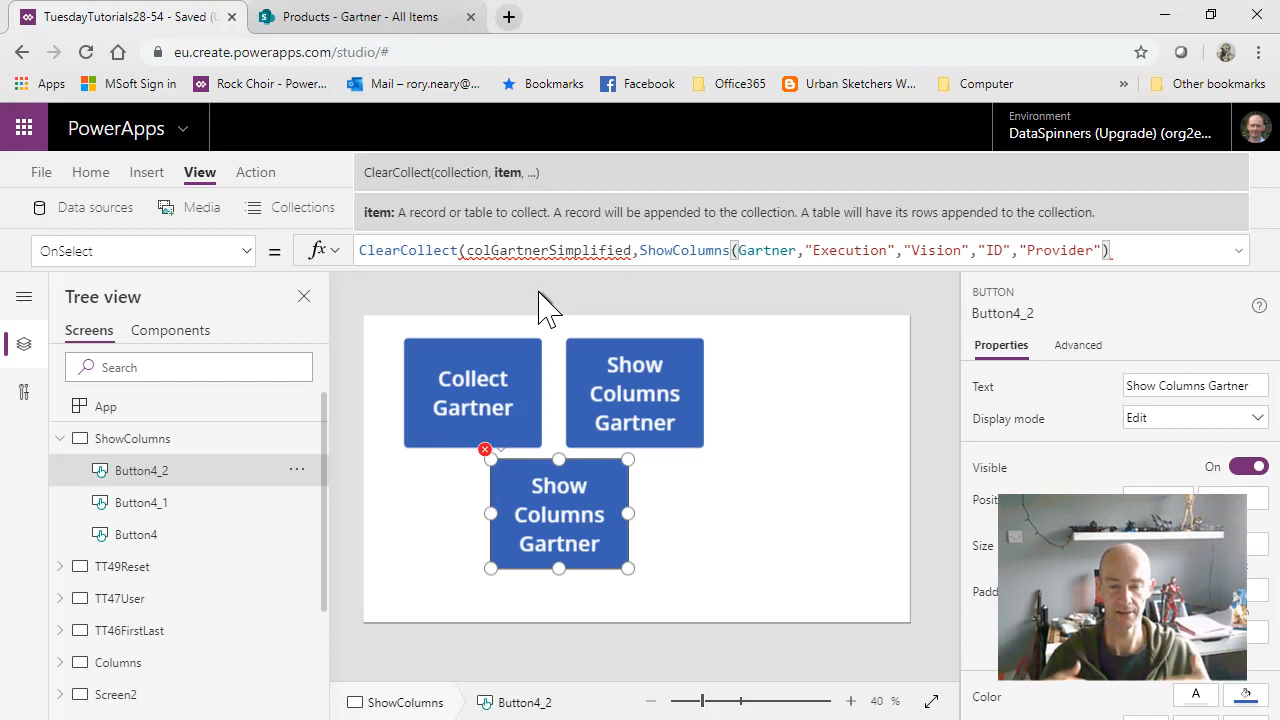 TuesdayTutorials28-54 - Saved (
Products - Gartner - All Items
eu.create.powerapps.com/studio/#
Apps
MSoft Sign in
Rock Choir - Power...
Mail – rory.neary@...
Bookmarks
Facebook
Office365
Urban Sketchers W...
Computer
»
Other bookmarks
PowerApps
Environment
DataSpinners (Upgrade) (org2e...
File
Home
Insert
View
Action
ClearCollect(collection, item, ...)
Data sources
Media
Collections
item: A record or table to collect. A record will be appended to the collection. A table will have its rows appended to the collection.
OnSelect
=
fx
ClearCollect(colGartnerSimplified,ShowColumns(Gartner,"Execution","Vision","ID","Provider")
Tree view
Screens
Components
Search
App
ShowColumns
Button4_2
...
Button4_1
Button4
TT49Reset
TT47User
TT46FirstLast
Columns
Screen2
Collect
Gartner
Show
Columns
Gartner
Show
Columns
Gartner
BUTTON
Button4_2
Properties
Advanced
Text
Show Columns Gartner
Display mode
Edit
Visible
On
Posit
Size
Padd
Color
A
ShowColumns
Button4_2
40 %